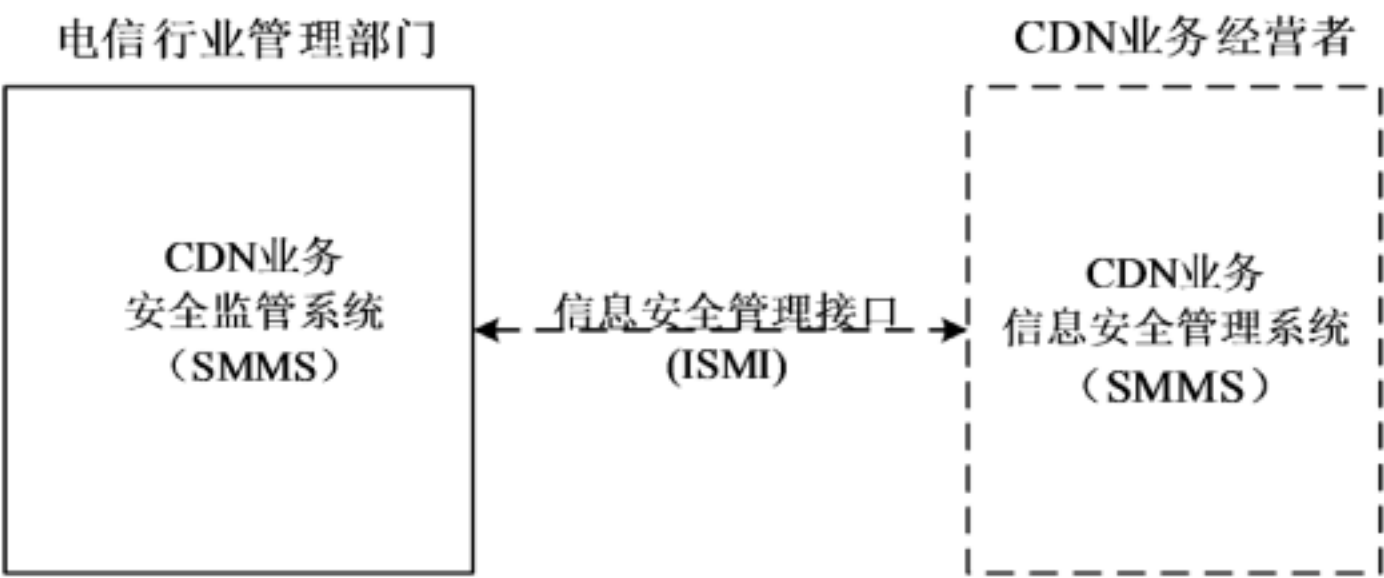 电信行业管理部门
CDN业务经营者
CDN业务
安全监管系统
（SMMS）
信息安全管理接口
(ISMI)
CDN业务
信息安全管理系统
（SMMS）